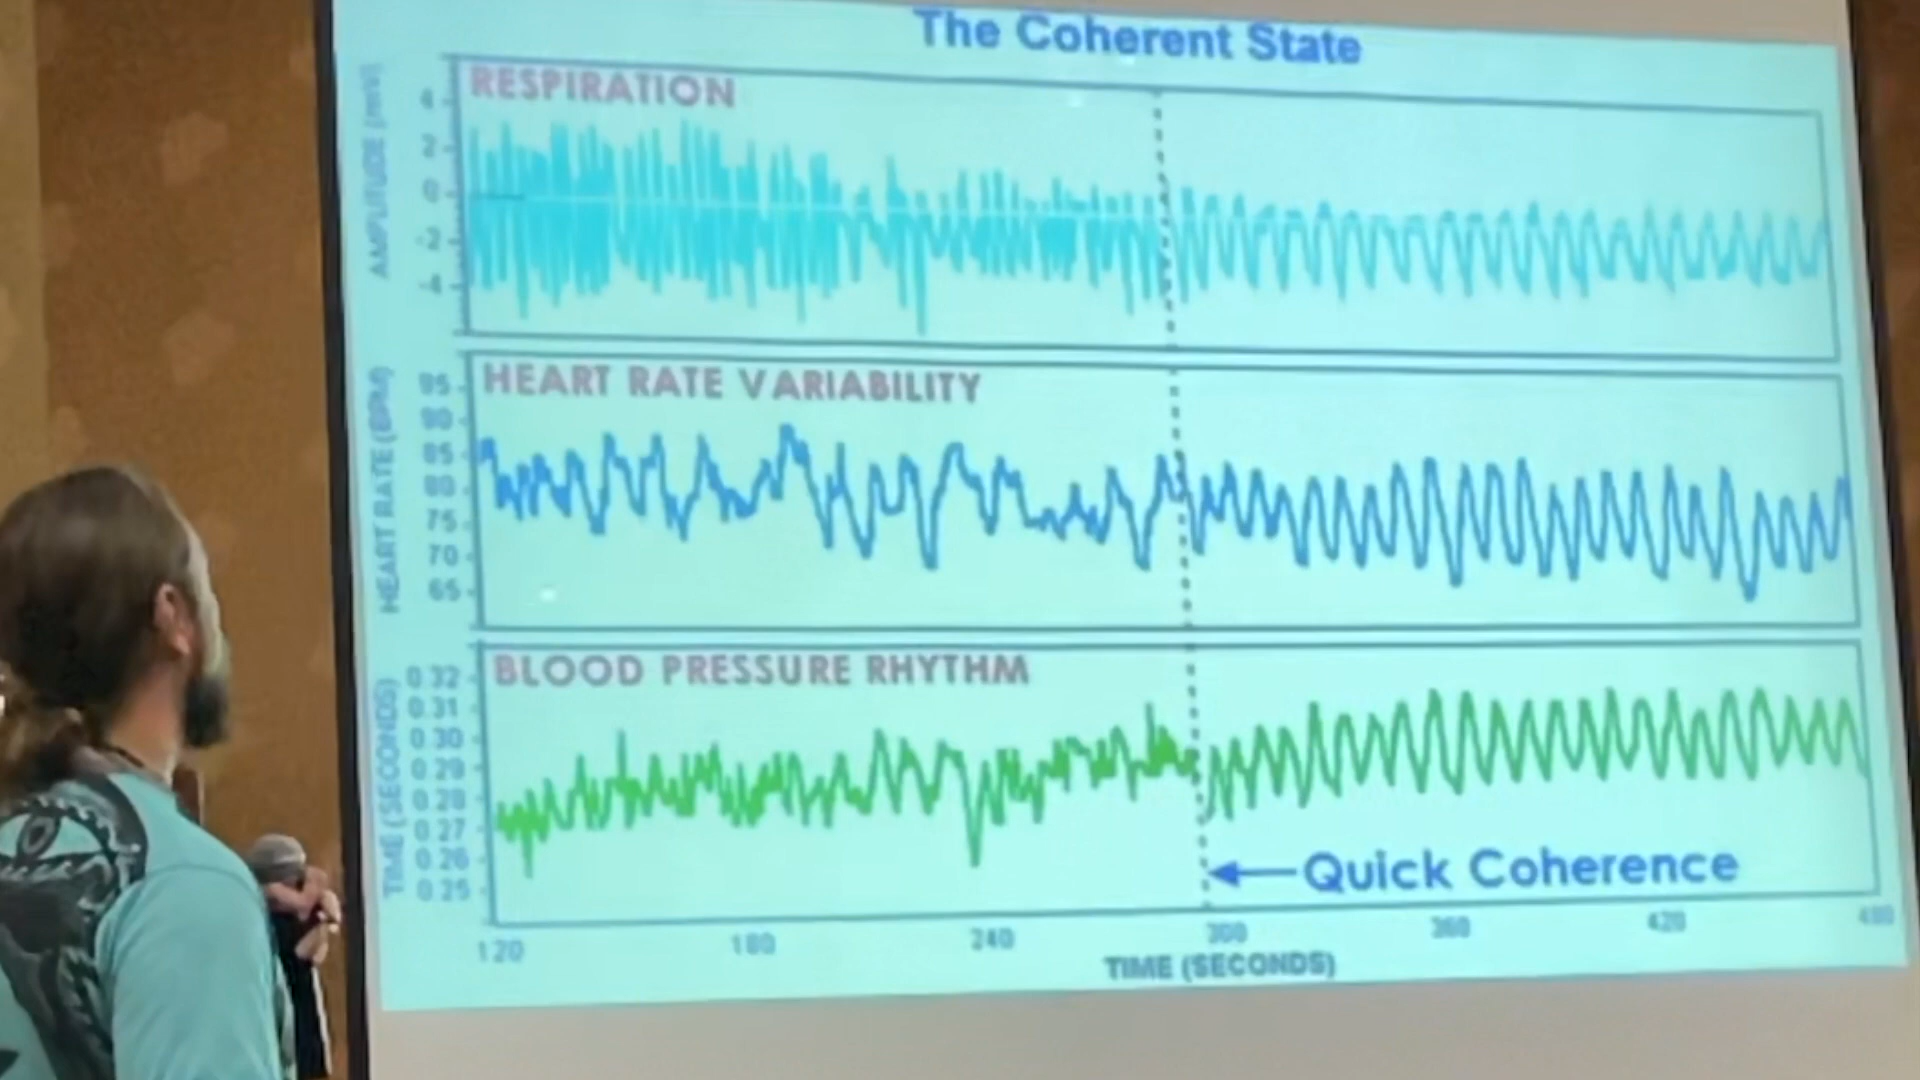 The Coherent State
RESPIRATION
AMPLITUDE (mV)
4
2
0
-2
-4
HEART RATE VARIABILITY
HEART RATE (BPM)
95
90
85
80
75
70
65
BLOOD PRESSURE RHYTHM
TIME (SECONDS)
0.32
0.31
0.30
0.29
0.28
0.27
0.26
0.25
Quick Coherence
120 180 240 300 360 420 480
TIME (SECONDS)